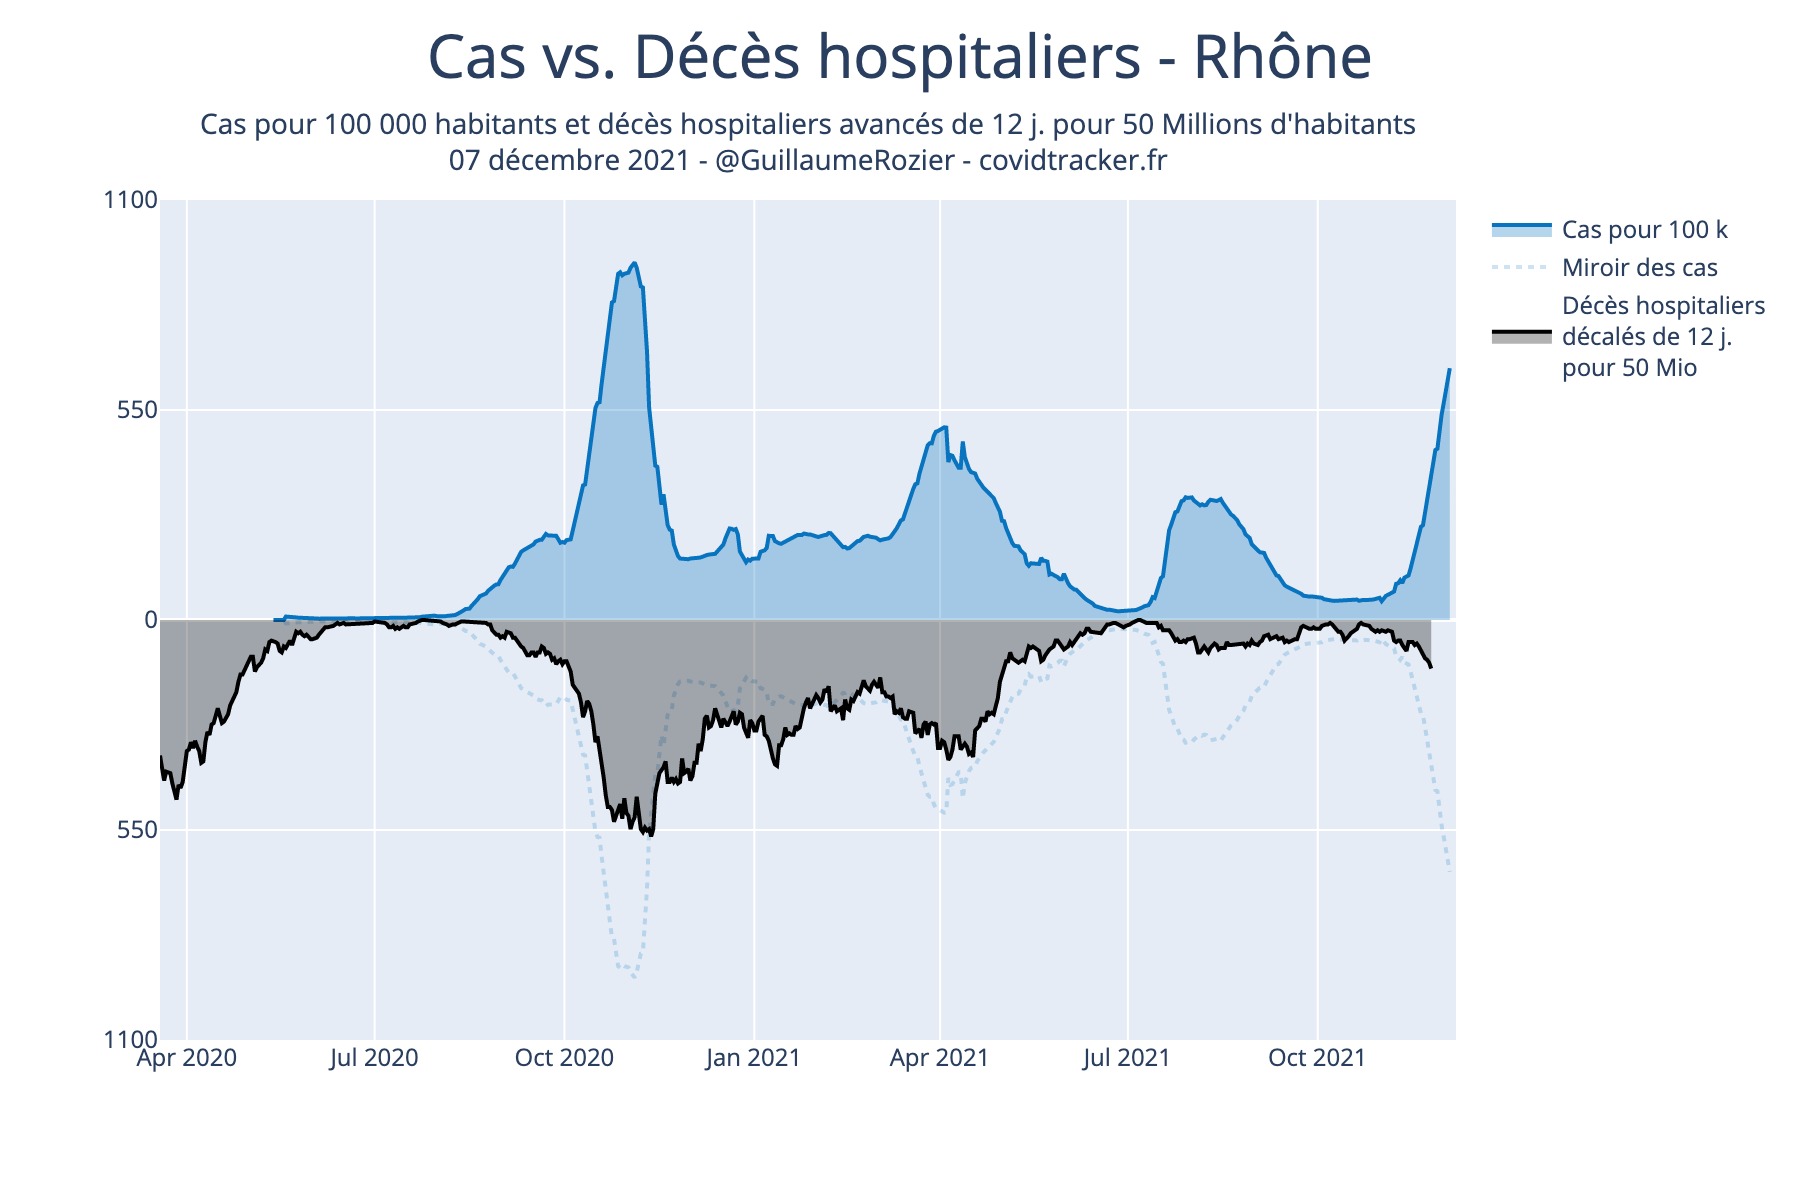 Cas vs. Décès hospitaliers - Rhône
Cas pour 100 000 habitants et décès hospitaliers avancés de 12 j. pour 50 Millions d'habitants
07 décembre 2021 - @GuillaumeRozier - covidtracker.fr
1100
550
0
550
1100
Apr 2020
Jul 2020
Oct 2020
Jan 2021
Apr 2021
Jul 2021
Oct 2021
Cas pour 100 k
Miroir des cas
Décès hospitaliers
décalés de 12 j.
pour 50 Mio